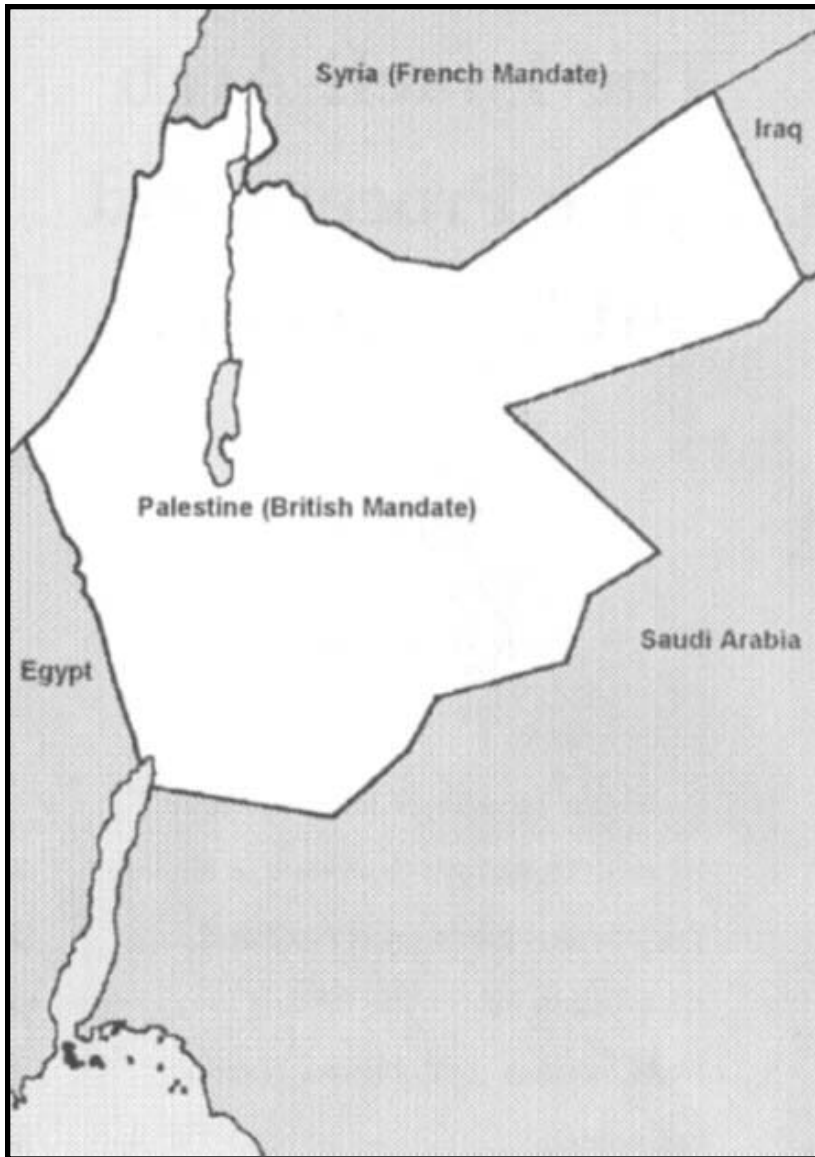 Syria (French Mandate)
Iraq
Palestine (British Mandate)
Saudi Arabia
Egypt